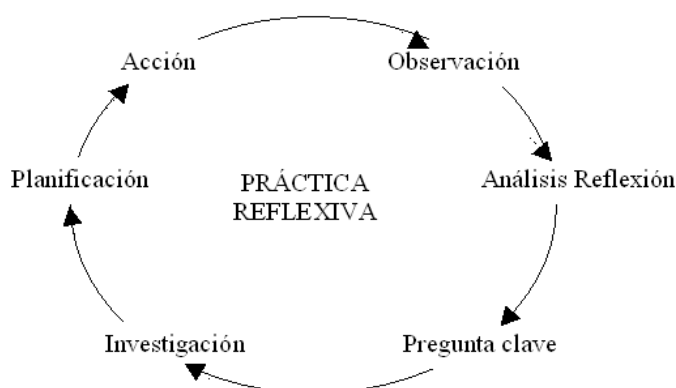 Acción
Observación
Planificación
PRÁCTICA
REFLEXIVA
Análisis Reflexión
Investigación
Pregunta clave